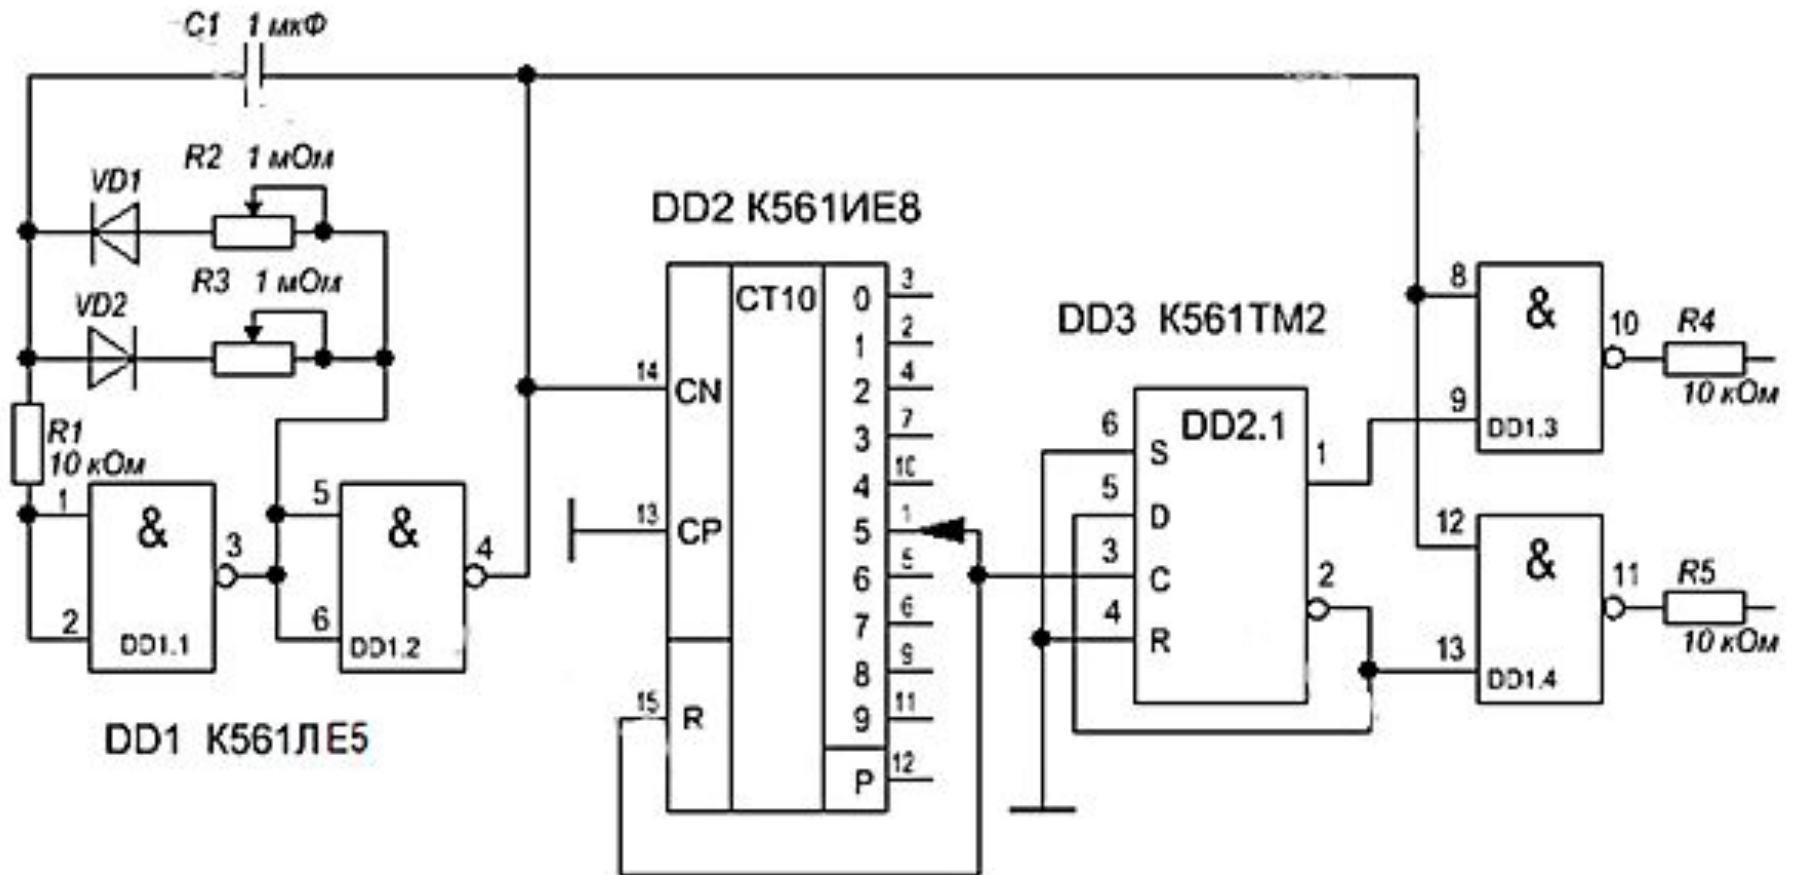 C1 1 мкФ
R2 1 мОм
VD1
R3 1 мОм
VD2
R1
10 кОм
1
2
&
DD1.1
3
5
6
&
DD1.2
4
DD1 К561ЛЕ5
DD2 К561ИЕ8
14 CN
13 CP
15 R
CT10
0 3
1 2
2 4
3 7
4 10
5 1
6 5
7 6
8 9
9 11
P 12
DD3 К561ТМ2
DD2.1
6 S
5 D
3 C
4 R
1
2
8
9
&
DD1.3
10
R4
10 кОм
12
13
&
DD1.4
11
R5
10 кОм